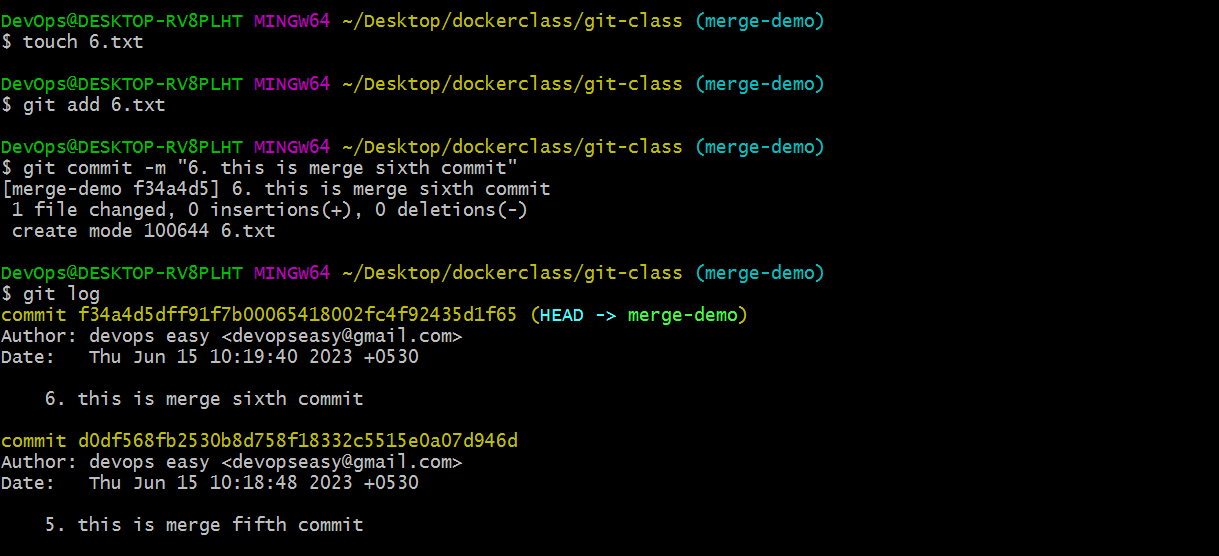 DevOps@DESKTOP-RV8PLHT MINGW64 ~/Desktop/dockerclass/git-class (merge-demo)
$ touch 6.txt
DevOps@DESKTOP-RV8PLHT MINGW64 ~/Desktop/dockerclass/git-class (merge-demo)
$ git add 6.txt
DevOps@DESKTOP-RV8PLHT MINGW64 ~/Desktop/dockerclass/git-class (merge-demo)
$ git commit -m "6. this is merge sixth commit"
[merge-demo f34a4d5] 6. this is merge sixth commit
 1 file changed, 0 insertions(+), 0 deletions(-)
 create mode 100644 6.txt
DevOps@DESKTOP-RV8PLHT MINGW64 ~/Desktop/dockerclass/git-class (merge-demo)
$ git log
commit f34a4d5dff91f7b00065418002fc4f92435d1f65 (HEAD -> merge-demo)
Author: devops easy <devopseasy@gmail.com>
Date:   Thu Jun 15 10:19:40 2023 +0530
    6. this is merge sixth commit
commit d0df568fb2530b8d758f18332c5515e0a07d946d
Author: devops easy <devopseasy@gmail.com>
Date:   Thu Jun 15 10:18:48 2023 +0530
    5. this is merge fifth commit